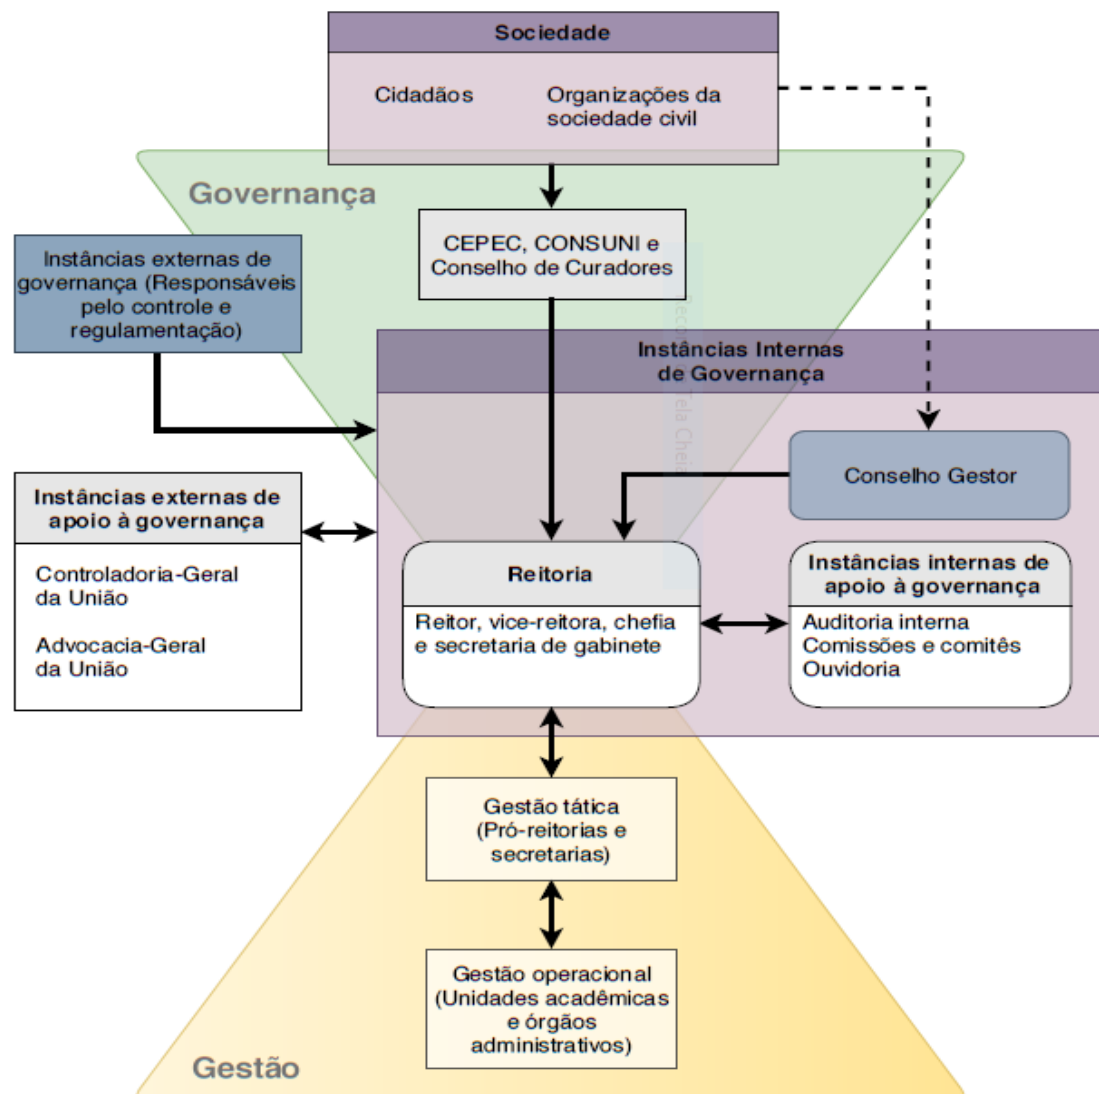 Sociedade
Cidadãos
Organizações da
sociedade civil
Governança
CEPEC, CONSUNI e
Conselho de Curadores
Instâncias externas de
governança (Responsáveis
pelo controle e
regulamentação)
Instâncias Internas
de Governança
Tela Cheia
Conselho Gestor
Instâncias externas de
apoio à governança
Controladoria-Geral
da União
Advocacia-Geral
da União
Reitoria
Reitor, vice-reitora, chefia
e secretaria de gabinete
Instâncias internas de
apoio à governança
Auditoria interna
Comissões e comitês
Ouvidoria
Gestão tática
(Pró-reitorias e
secretarias)
Gestão operacional
(Unidades acadêmicas
e órgãos
administrativos)
Gestão